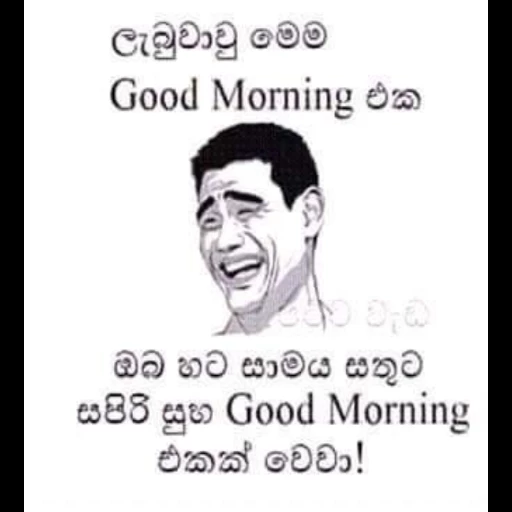 ලැබුවාවු මෙම
Good Morning එක
වැඩ
ඔබ හට සාමය සතුට
සපිරි සුභ Good Morning
එකක් වෙවා!